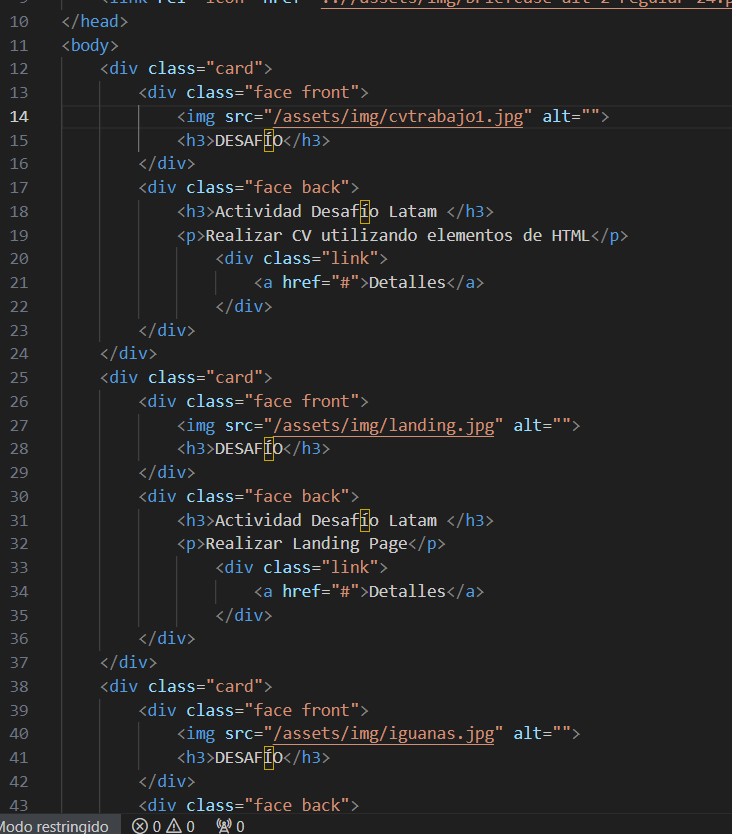 10 </head>
11 <body>
12 <div class="card">
13 <div class="face front">
14 <img src="/assets/img/cvtrabajo1.jpg" alt="">
15 <h3>DESAFÍO</h3>
16 </div>
17 <div class="face back">
18 <h3>Actividad Desafío Latam </h3>
19 <p>Realizar CV utilizando elementos de HTML</p>
20 <div class="link">
21 <a href="#">Detalles</a>
22 </div>
23 </div>
24 </div>
25 <div class="card">
26 <div class="face front">
27 <img src="/assets/img/landing.jpg" alt="">
28 <h3>DESAFÍO</h3>
29 </div>
30 <div class="face back">
31 <h3>Actividad Desafío Latam </h3>
32 <p>Realizar Landing Page</p>
33 <div class="link">
34 <a href="#">Detalles</a>
35 </div>
36 </div>
37 </div>
38 <div class="card">
39 <div class="face front">
40 <img src="/assets/img/iguanas.jpg" alt="">
41 <h3>DESAFÍO</h3>
42 </div>
43 <div class="face back">
Modo restringido 0 0 0